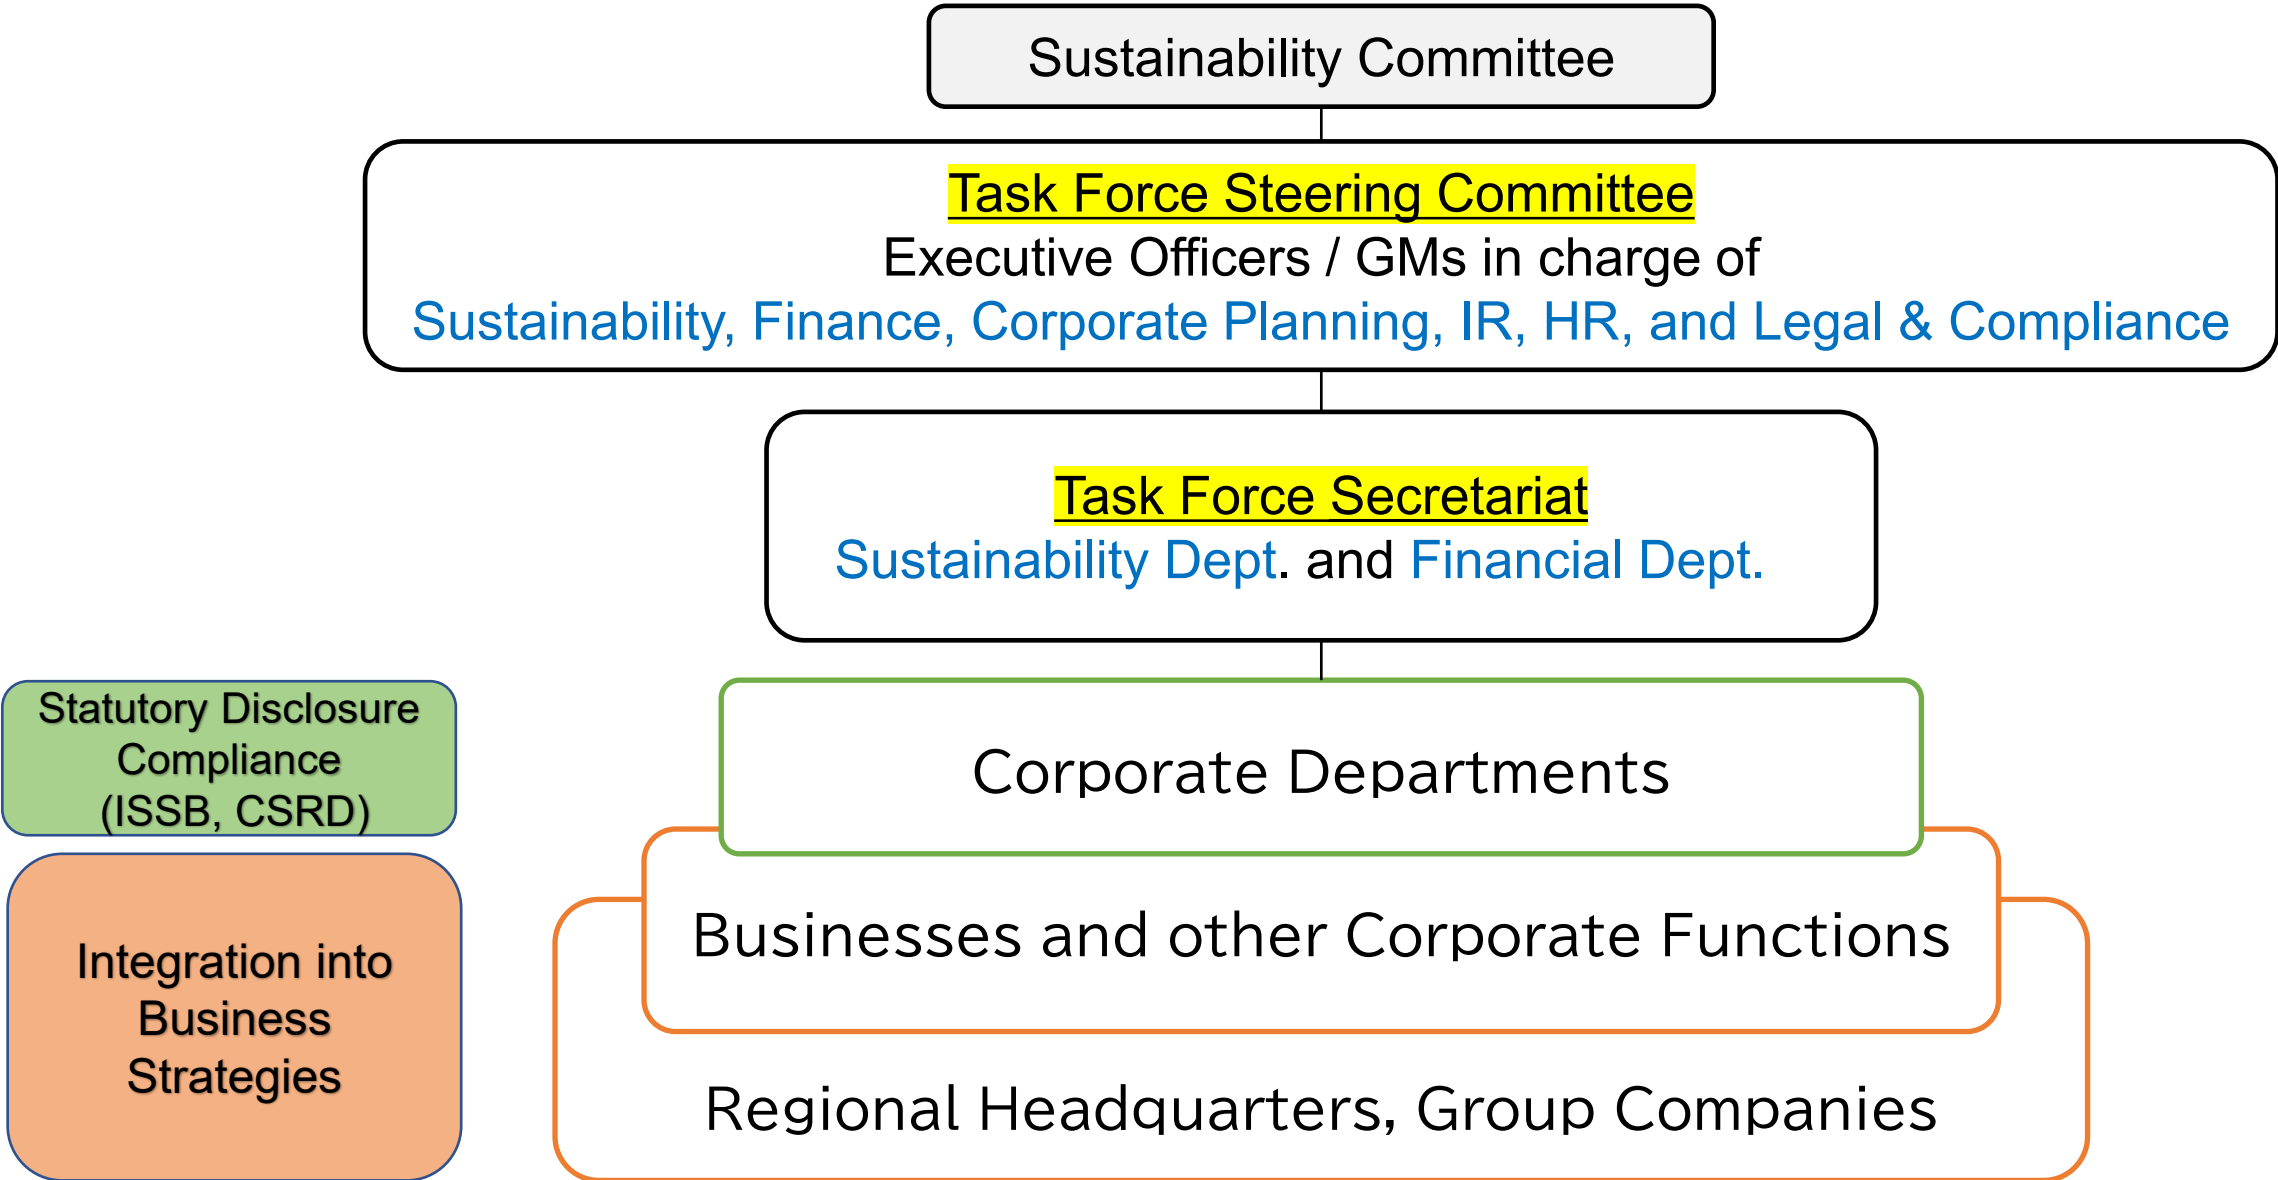 Sustainability Committee
Task Force Steering Committee
Executive Officers / GMs in charge of
Sustainability, Finance, Corporate Planning, IR, HR, and Legal & Compliance
Task Force Secretariat
Sustainability Dept. and Financial Dept.
Statutory Disclosure
Compliance
(ISSB, CSRD)
Corporate Departments
Integration into
Business
Strategies
Businesses and other Corporate Functions
Regional Headquarters, Group Companies